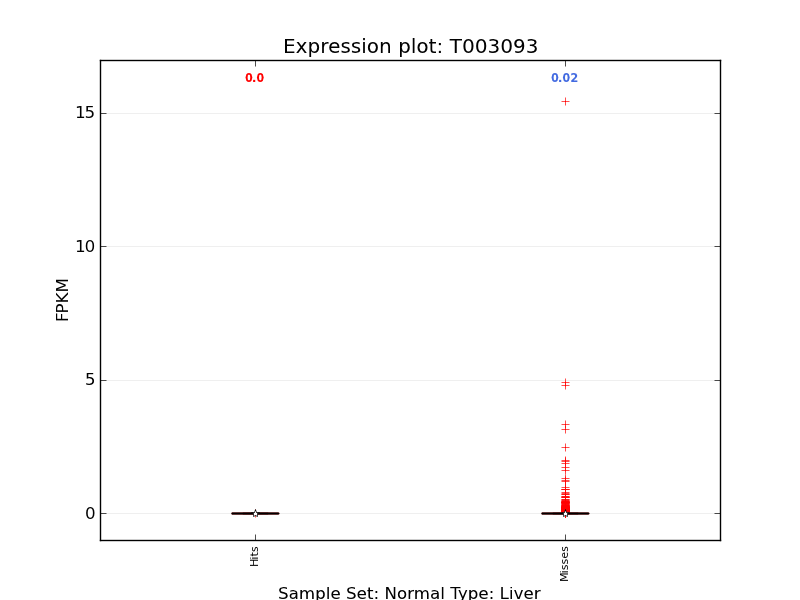 Expression plot: T003093
0.0 0.02
15
10
5
0
FPKM
Hits Misses
Sample Set: Normal Type: Liver